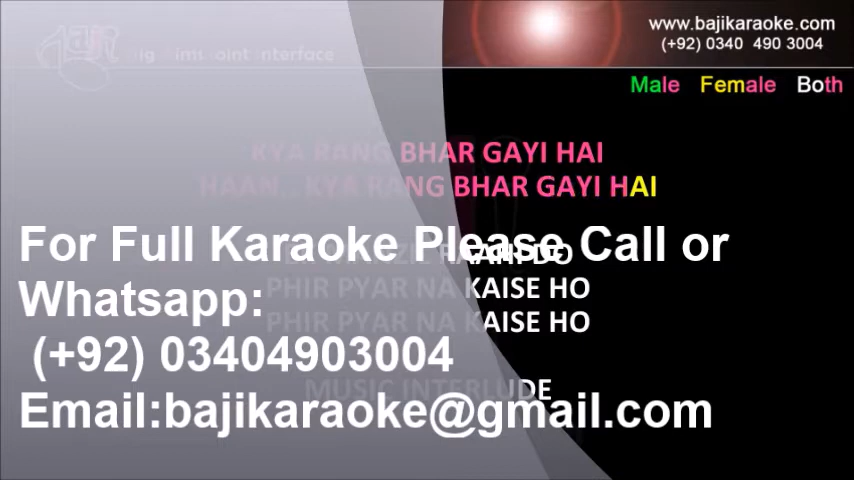 www.bajikaraoke.com
(+92) 0340 490 3004
Male Female Both
KYA RANG BHAR GAYI HAI
HAAN.. KYA RANG BHAR GAYI HAI
For Full Karaoke Please Call or
Whatsapp:
(+92) 03404903004
Email:bajikaraoke@gmail.com
RAAHI DO
PHIR PYAR NA KAISE HO
PHIR PYAR NA KAISE HO
MUSIC INTERLUDE